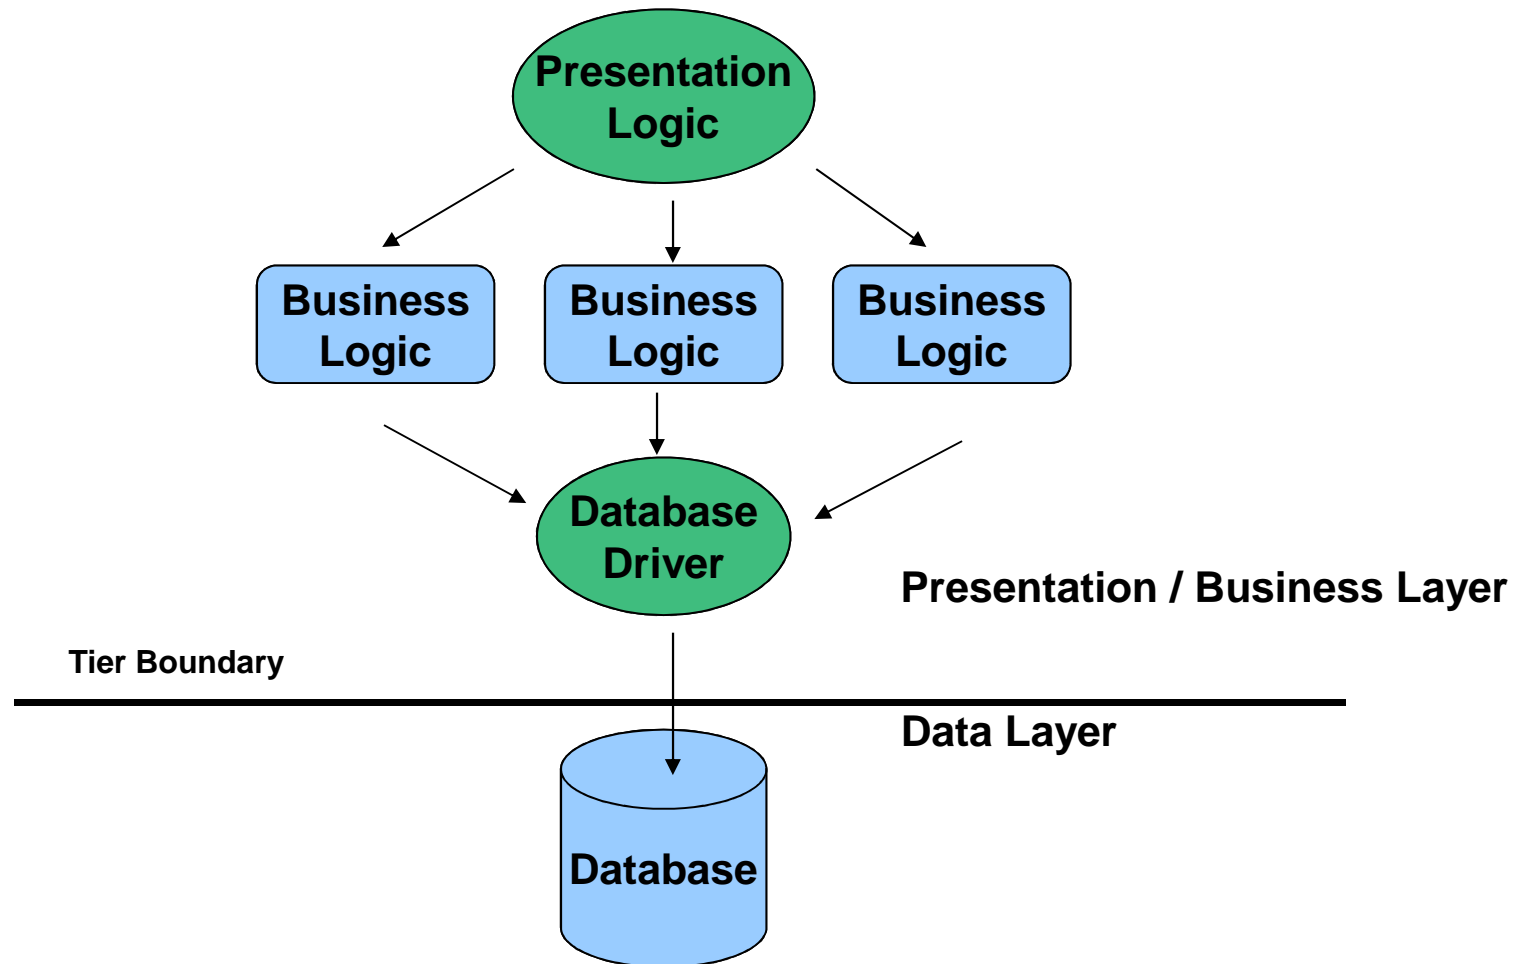 Presentation
Logic
Business
Logic
Business
Logic
Business
Logic
Database
Driver
Presentation / Business Layer
Tier Boundary
Data Layer
Database